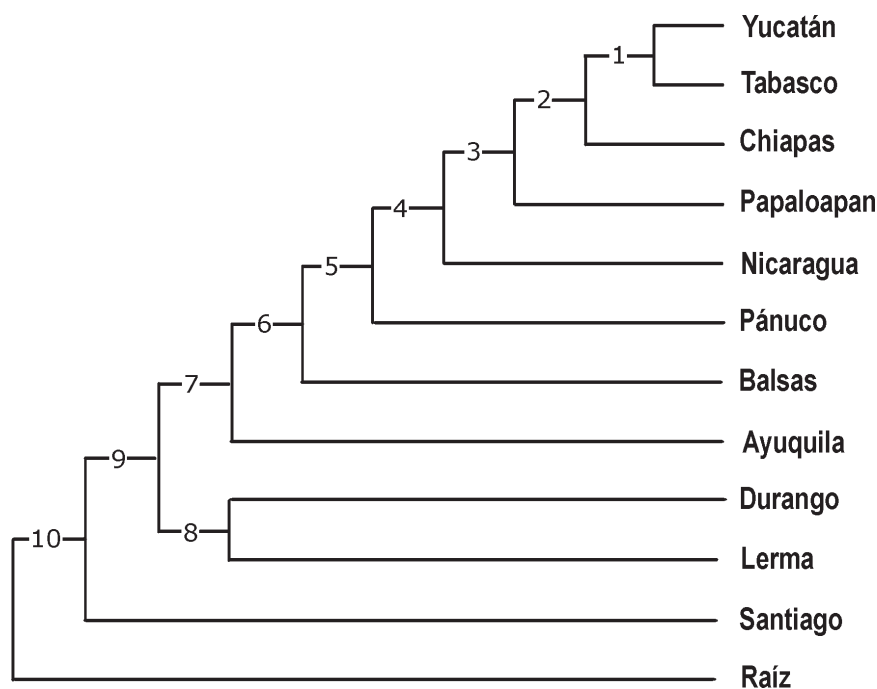 Yucatán
1
Tabasco
2
Chiapas
3
Papaloapan
4
Nicaragua
5
Pánuco
6
Balsas
7
Ayuquila
9
Durango
8
Lerma
10
Santiago
Raíz